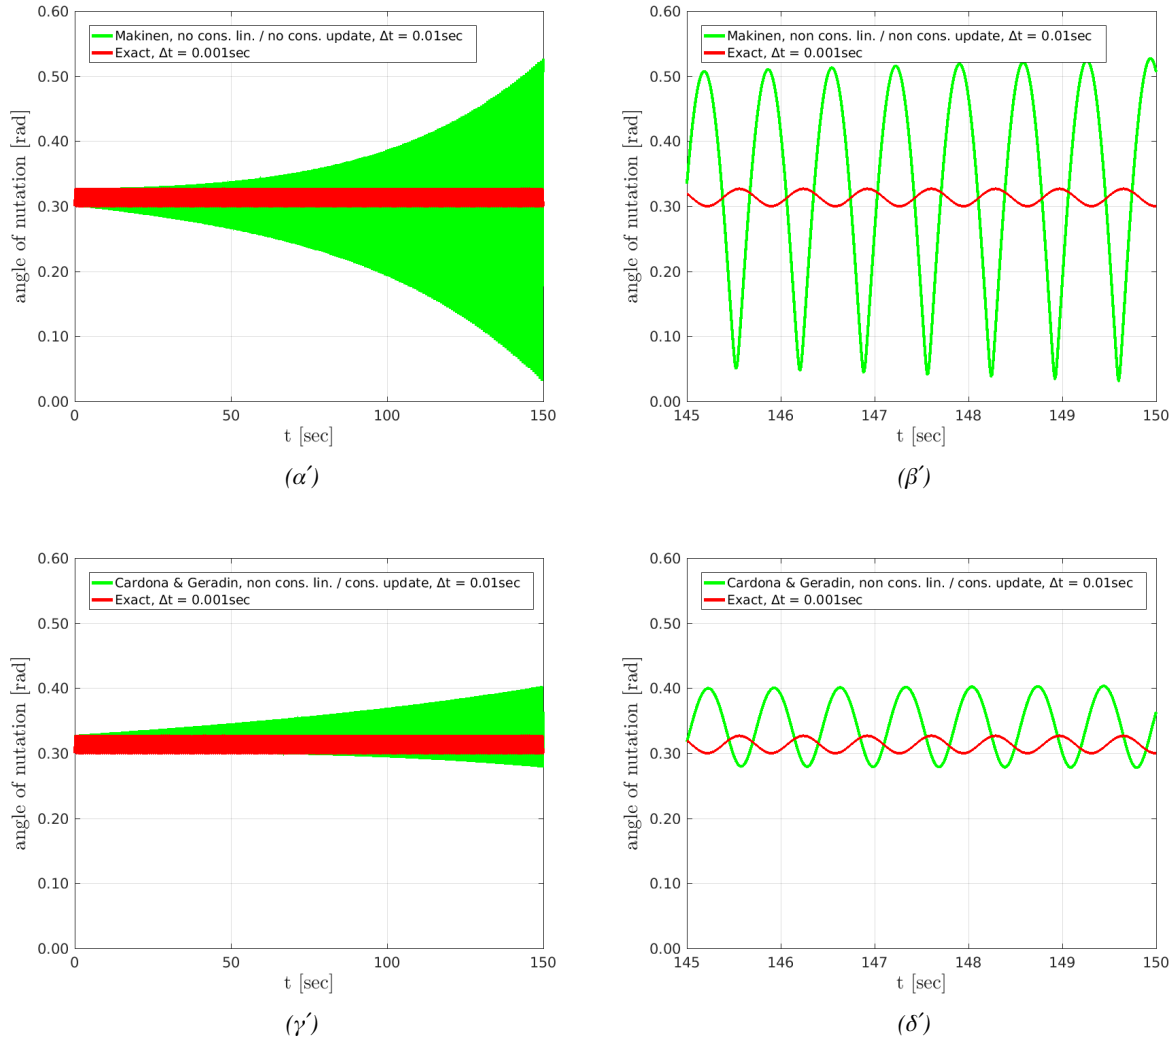 0.60
0.50
0.40
0.30
0.20
0.10
0.00
angle of nutation [rad]
Makinen, no cons. lin. / no cons. update, Δt = 0.01sec
Exact, Δt = 0.001sec
0
50
100
150
t [sec]
(α´)
0.60
0.50
0.40
0.30
0.20
0.10
0.00
angle of nutation [rad]
Makinen, non cons. lin. / non cons. update, Δt = 0.01sec
Exact, Δt = 0.001sec
145
146
147
148
149
150
t [sec]
(β´)
0.60
0.50
0.40
0.30
0.20
0.10
0.00
angle of nutation [rad]
Cardona & Geradin, non cons. lin. / cons. update, Δt = 0.01sec
Exact, Δt = 0.001sec
0
50
100
150
t [sec]
(γ´)
0.60
0.50
0.40
0.30
0.20
0.10
0.00
angle of nutation [rad]
Cardona & Geradin, non cons. lin. / cons. update, Δt = 0.01sec
Exact, Δt = 0.001sec
145
146
147
148
149
150
t [sec]
(δ´)